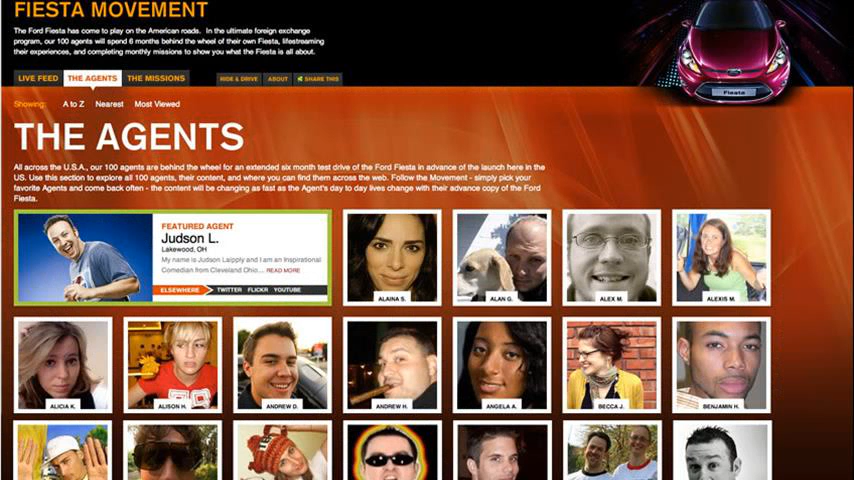 FIESTA MOVEMENT
The Ford Fiesta has come to play on the American roads. In the ultimate foreign exchange
program, our 100 agents will spend 6 months behind the wheel of their own Fiesta, lifestreaming
their experiences, and completing monthly missions to show you what the Fiesta is all about.
Fiesta
LIVE FEED THE AGENTS THE MISSIONS RIDE & DRIVE ABOUT SHARE THIS
Showing: A to Z Nearest Most Viewed
THE AGENTS
All across the U.S.A., our 100 agents are behind the wheel for an extended six month test drive of the Ford Fiesta in advance of the launch here in the
US. Use this section to explore all 100 agents, their content, and where you can find them across the web. Follow the Movement - simply pick your
favorite Agents and come back often - the content will be changing as fast as the Agent's day to day lives change with their advance copy of the Ford
Fiesta.
FEATURED AGENT
Judson L.
Lakewood, OH
My name is Judson Laipply and I am an Inspirational
Comedian from Cleveland Ohio... READ MORE
ELSEWHERE TWITTER FLICKR YOUTUBE
ALAINA S. ALAN G. ALEX M. ALEXIS M.
ALICIA K. ALISON H. ANDREW D. ANDREW H. ANGELA A. BECCA J. BENJAMIN H.